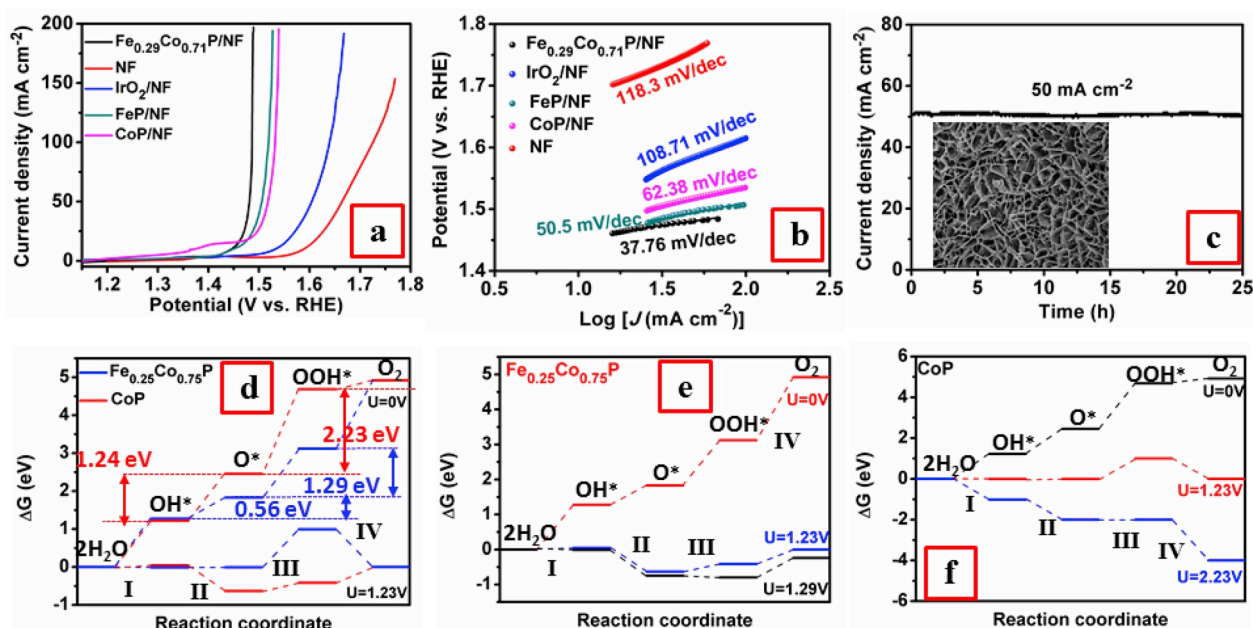 200
150
100
50
0
Current density (mA cm⁻²)
Fe₀.₂₉Co₀.₇₁P/NF
NF
IrO₂/NF
FeP/NF
CoP/NF
a
1.2 1.3 1.4 1.5 1.6 1.7 1.8
Potential (V vs. RHE)
1.8
1.7
1.6
1.5
1.4
Potential (V vs. RHE)
Fe₀.₂₉Co₀.₇₁P/NF
IrO₂/NF
FeP/NF
CoP/NF
NF
118.3 mV/dec
108.71 mV/dec
62.38 mV/dec
50.5 mV/dec
37.76 mV/dec
b
0.5 1.0 1.5 2.0 2.5
Log [J (mA cm⁻²)]
80
60
40
20
0
Current density (mA cm⁻²)
50 mA cm⁻²
c
0 5 10 15 20 25
Time (h)
5
4
3
2
1
0
-1
ΔG (eV)
Fe₀.₂₅Co₀.₇₅P
CoP
d
OOH*
O₂
U=0V
2.23 eV
1.24 eV
O*
1.29 eV
OH*
0.56 eV
2H₂O
I
II
III
IV
U=1.23V
Reaction coordinate
5
4
3
2
1
0
-1
ΔG (eV)
Fe₀.₂₅Co₀.₇₅P
e
O₂
U=0V
OOH*
IV
O*
OH*
2H₂O
I
II
III
U=1.23V
U=1.29V
Reaction coordinate
6
4
2
0
-2
-4
-6
ΔG (eV)
CoP
OOH*
O₂
U=0V
O*
OH*
2H₂O
I
II
III
IV
U=1.23V
U=2.23V
f
Reaction coordinate